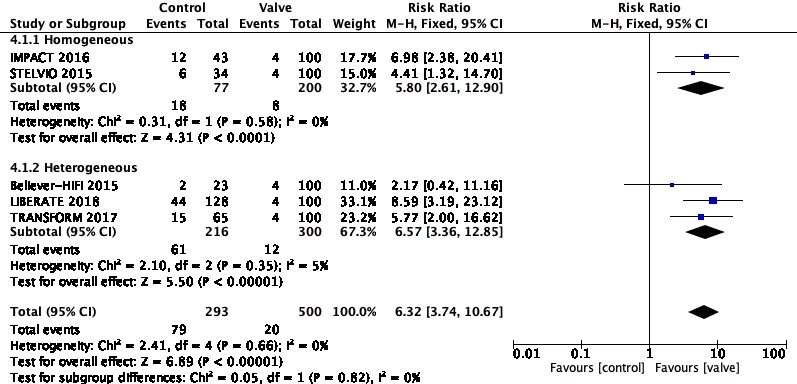 Control Valve Risk Ratio Risk Ratio
Study or Subgroup Events Total Events Total Weight M-H, Fixed, 95% CI M-H, Fixed, 95% CI
4.1.1 Homogeneous
IMPACT 2016 12 43 4 100 17.7% 6.98 [2.38, 20.41]
STELVIO 2015 6 34 4 100 15.0% 4.41 [1.32, 14.70]
Subtotal (95% CI) 77 200 32.7% 5.80 [2.61, 12.90]
Total events 18 8
Heterogeneity: Chi² = 0.31, df = 1 (P = 0.58); I² = 0%
Test for overall effect: Z = 4.31 (P < 0.0001)
4.1.2 Heterogeneous
Believer-HIFI 2015 2 23 4 100 11.0% 2.17 [0.42, 11.16]
LIBERATE 2018 44 128 4 100 33.1% 8.59 [3.19, 23.12]
TRANSFORM 2017 15 65 4 100 23.2% 5.77 [2.00, 16.62]
Subtotal (95% CI) 216 300 67.3% 6.57 [3.36, 12.85]
Total events 61 12
Heterogeneity: Chi² = 2.10, df = 2 (P = 0.35); I² = 5%
Test for overall effect: Z = 5.50 (P < 0.00001)
Total (95% CI) 293 500 100.0% 6.32 [3.74, 10.67]
Total events 79 20
Heterogeneity: Chi² = 2.41, df = 4 (P = 0.66); I² = 0%
Test for overall effect: Z = 6.89 (P < 0.00001)
Test for subgroup differences: Chi² = 0.05, df = 1 (P = 0.82), I² = 0%
0.01 0.1 1 10 100
Favours [control] Favours [valve]